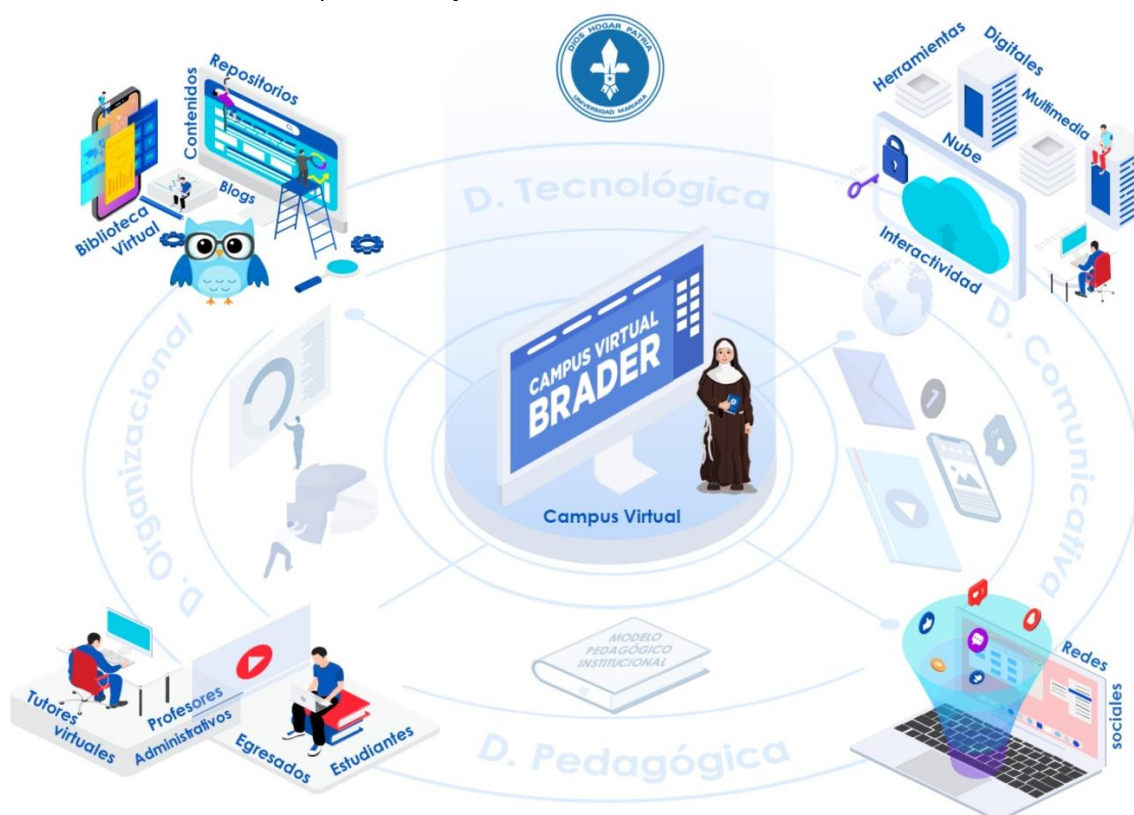 DIOS HOGAR PATRIA
UNIVERSIDAD MARIANA
Repositorios
Contenidos
Blogs
Biblioteca
Virtual
Herramientas
Digitales
Multimedia
Nube
Interactividad
D. Tecnológica
D. Organizacional
D. Comunicativa
CAMPUS VIRTUAL
BRADER
Campus Virtual
MODELO
PEDAGÓGICO
INSTITUCIONAL
Tutores
virtuales
Profesores
Administrativos
Egresados
Estudiantes
Redes
sociales
D. Pedagógica